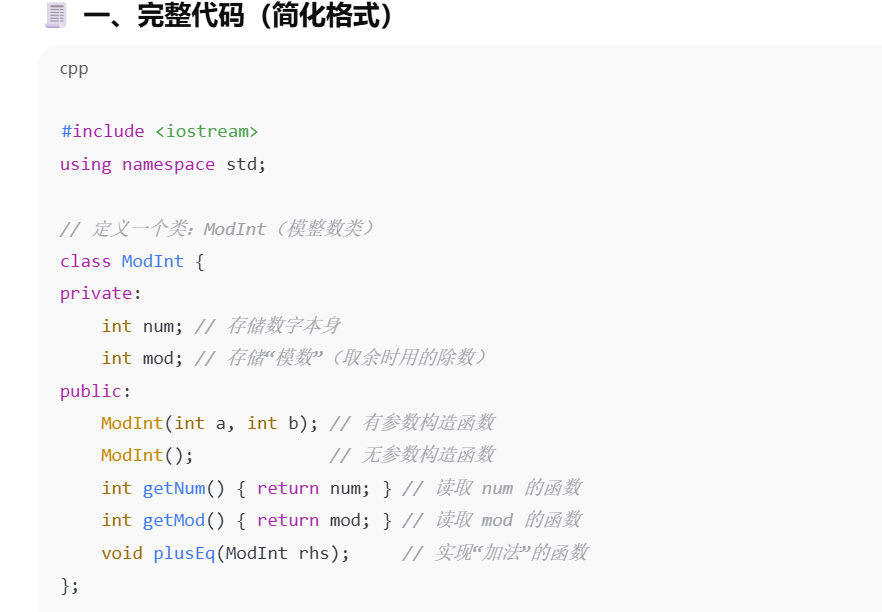 一、完整代码（简化格式）
cpp
#include <iostream>
using namespace std;
// 定义一个类：ModInt（模整数类）
class ModInt {
private:
    int num; // 存储数字本身
    int mod; // 存储“模数”（取余时用的除数）
public:
    ModInt(int a, int b); // 有参数构造函数
    ModInt();             // 无参数构造函数
    int getNum() { return num; } // 读取 num 的函数
    int getMod() { return mod; } // 读取 mod 的函数
    void plusEq(ModInt rhs);     // 实现“加法”的函数
};